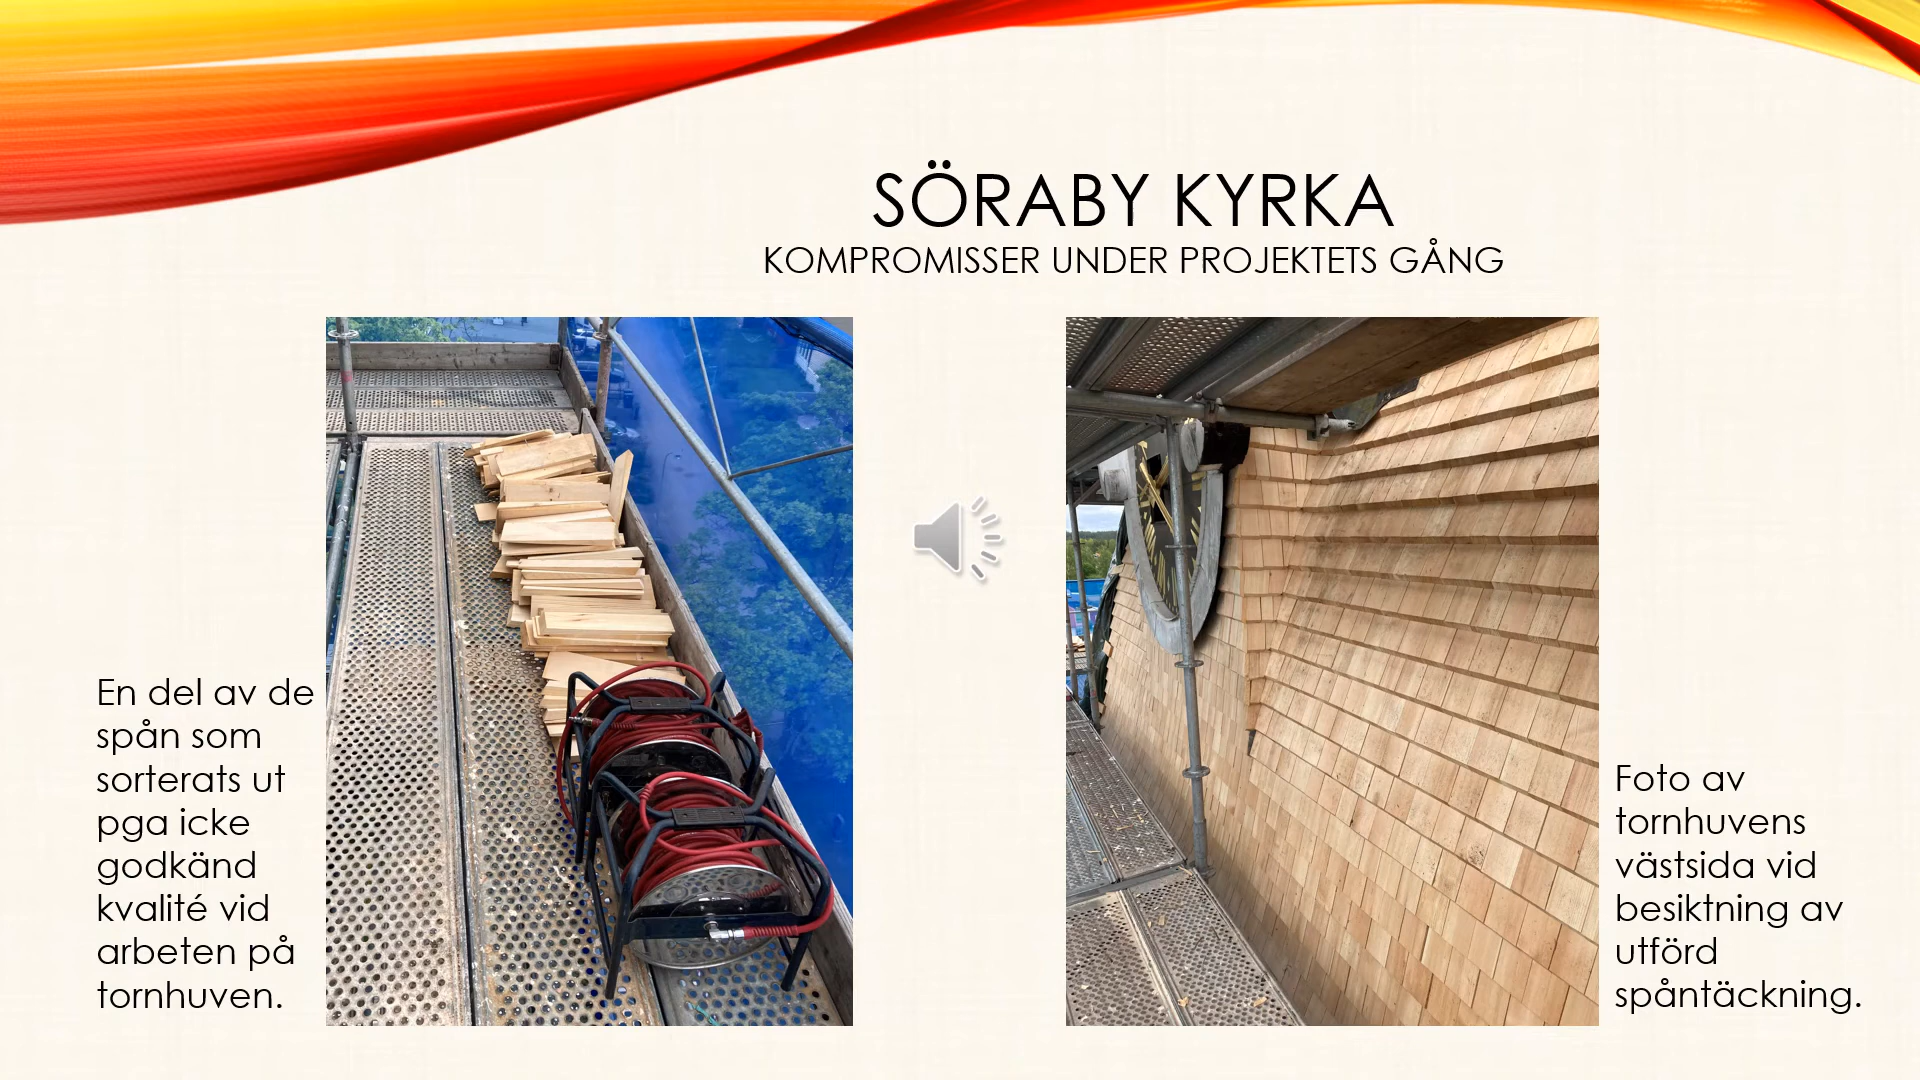 SÖRABY KYRKA
KOMPROMISSER UNDER PROJEKTETS GÅNG
En del av de
spån som
sorterats ut
pga icke
godkänd
kvalité vid
arbeten på
tornhuven.
Foto av
tornhuvens
västsida vid
besiktning av
utförd
spåntäckning.